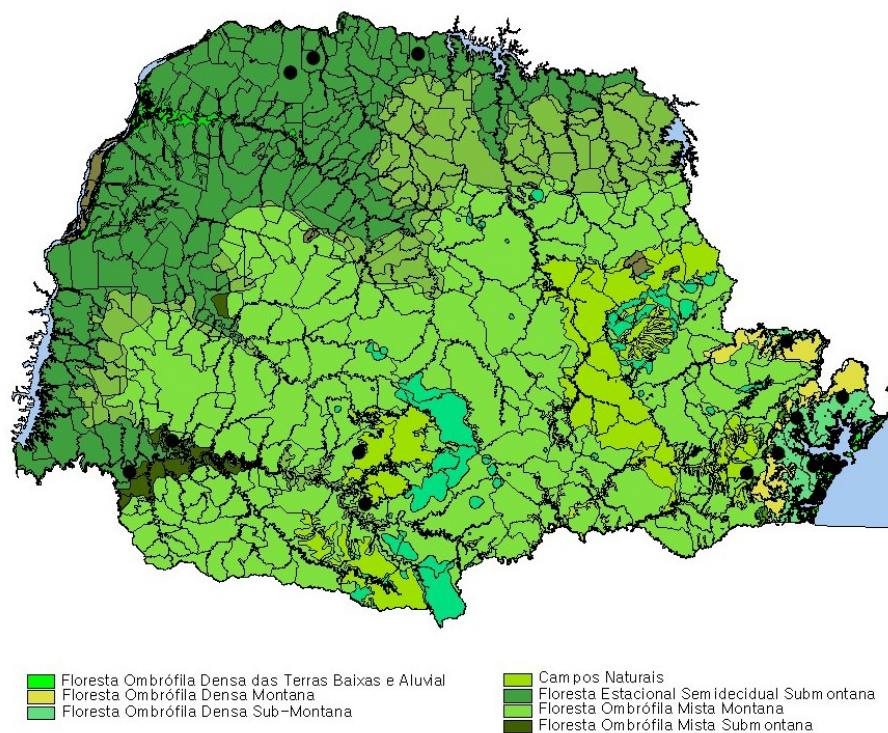 Floresta Ombrófila Densa das Terras Baixas e Aluvial
Floresta Ombrófila Densa Montana
Floresta Ombrófila Densa Sub-Montana
Campos Naturais
Floresta Estacional Semidecidual Submontana
Floresta Ombrófila Mista Montana
Floresta Ombrófila Mista Submontana